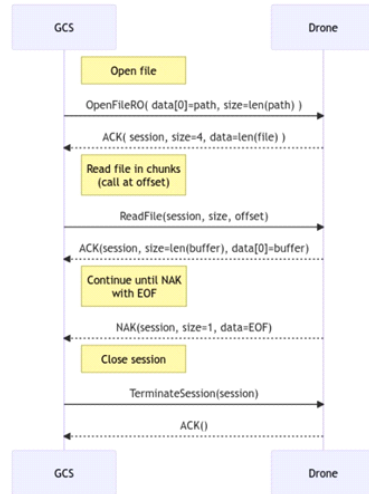 GCS
Drone
Open file
OpenFileRO( data[0]=path, size=len(path) )
ACK( session, size=4, data=len(file) )
Read file in chunks
(call at offset)
ReadFile(session, size, offset)
ACK(session, size=len(buffer), data[0]=buffer)
Continue until NAK
with EOF
NAK(session, size=1, data=EOF)
Close session
TerminateSession(session)
ACK()
GCS
Drone